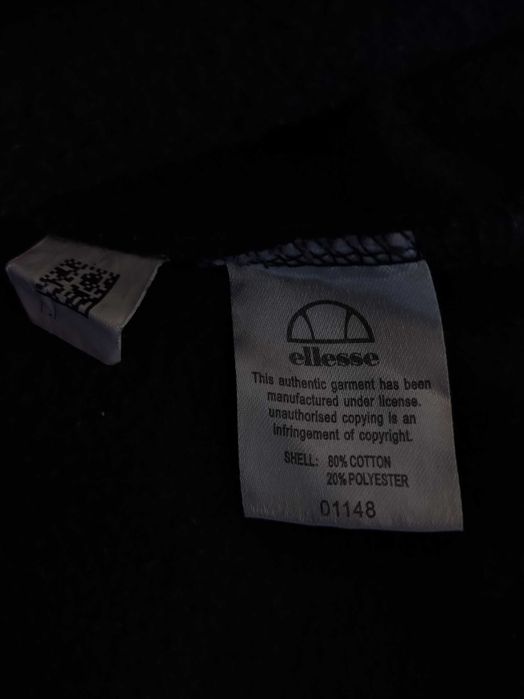 ellesse
This authentic garment has been
manufactured under license.
unauthorised copying is an
infringement of copyright.
SHELL: 80% COTTON
20% POLYESTER
01148